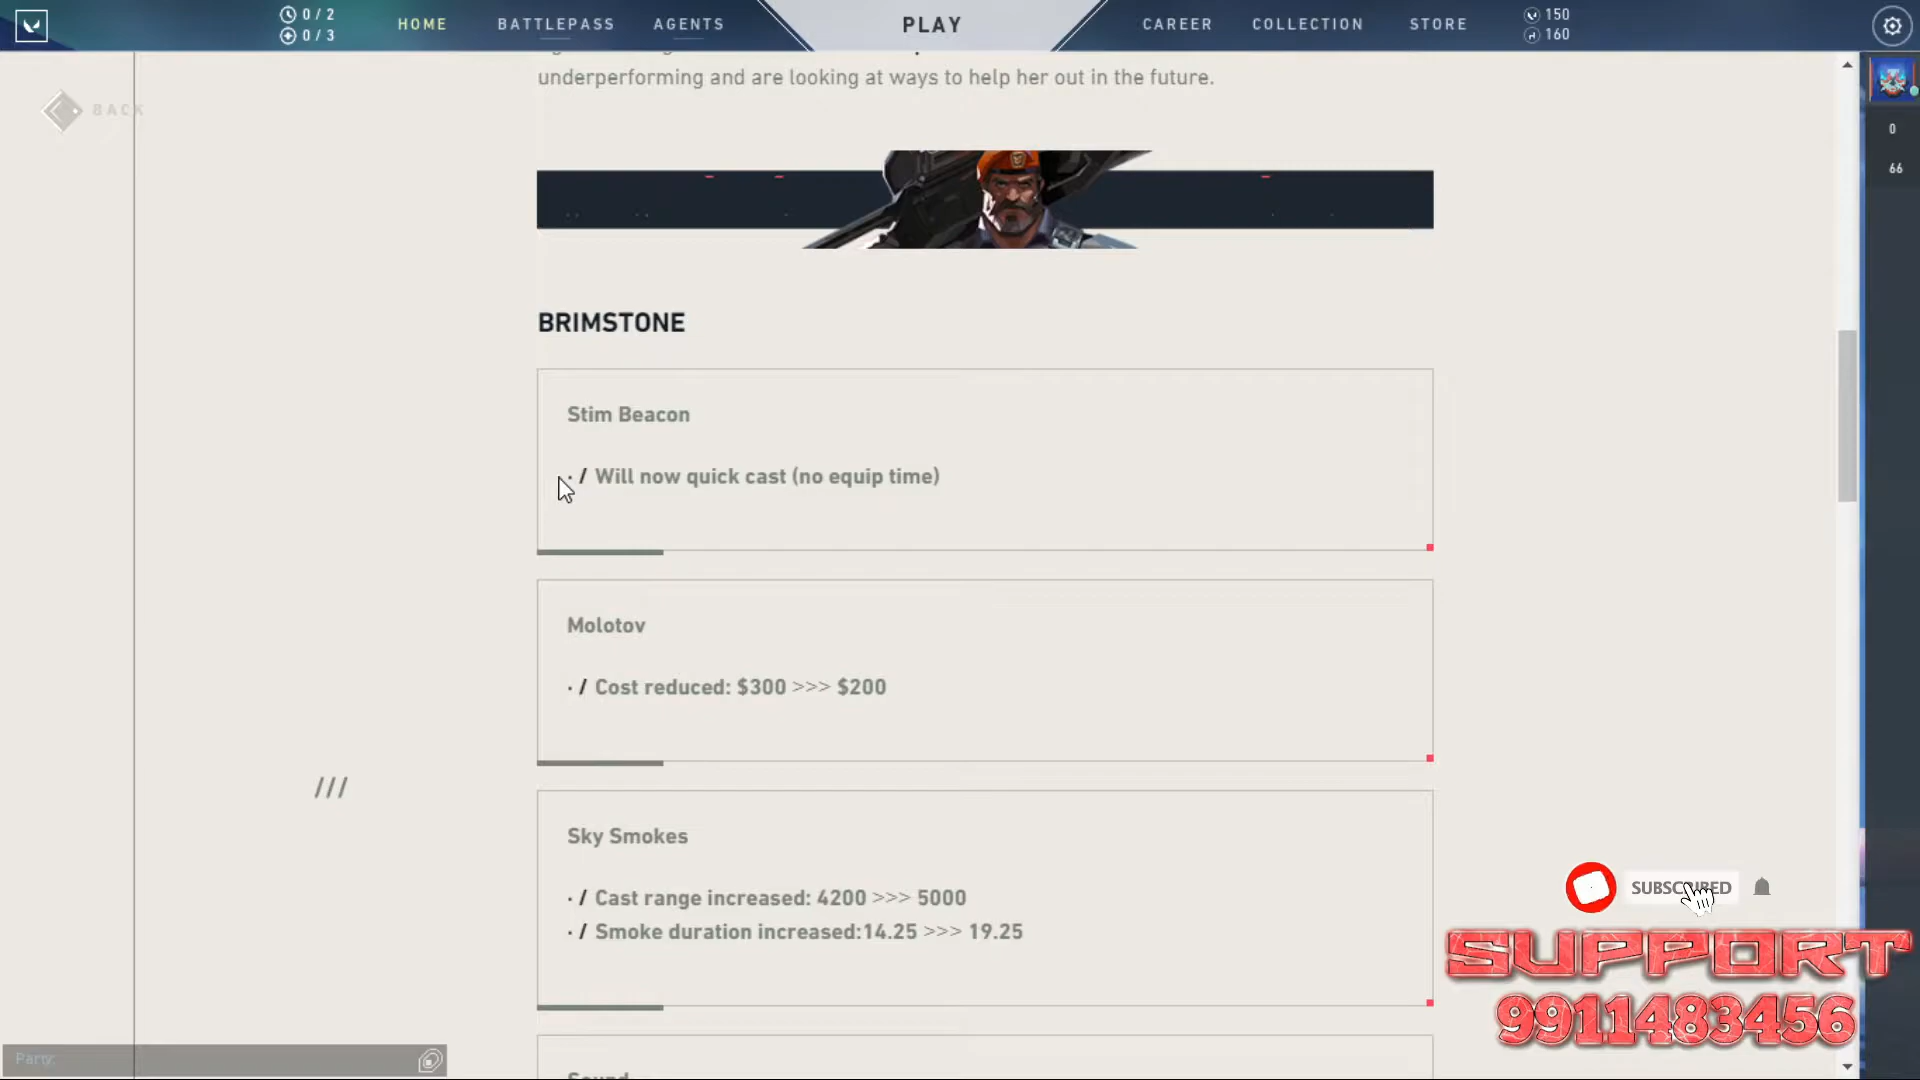 0 / 2
0 / 3
HOME
BATTLEPASS
AGENTS
PLAY
CAREER
COLLECTION
STORE
150
160
underperforming and are looking at ways to help her out in the future.
BACK
0
66
BRIMSTONE
Stim Beacon
· / Will now quick cast (no equip time)
Molotov
· / Cost reduced: $300 >>> $200
///
Sky Smokes
· / Cast range increased: 4200 >>> 5000
· / Smoke duration increased:14.25 >>> 19.25
SUBSCRIBED
SUPPORT
9911483456
Party:
Sound